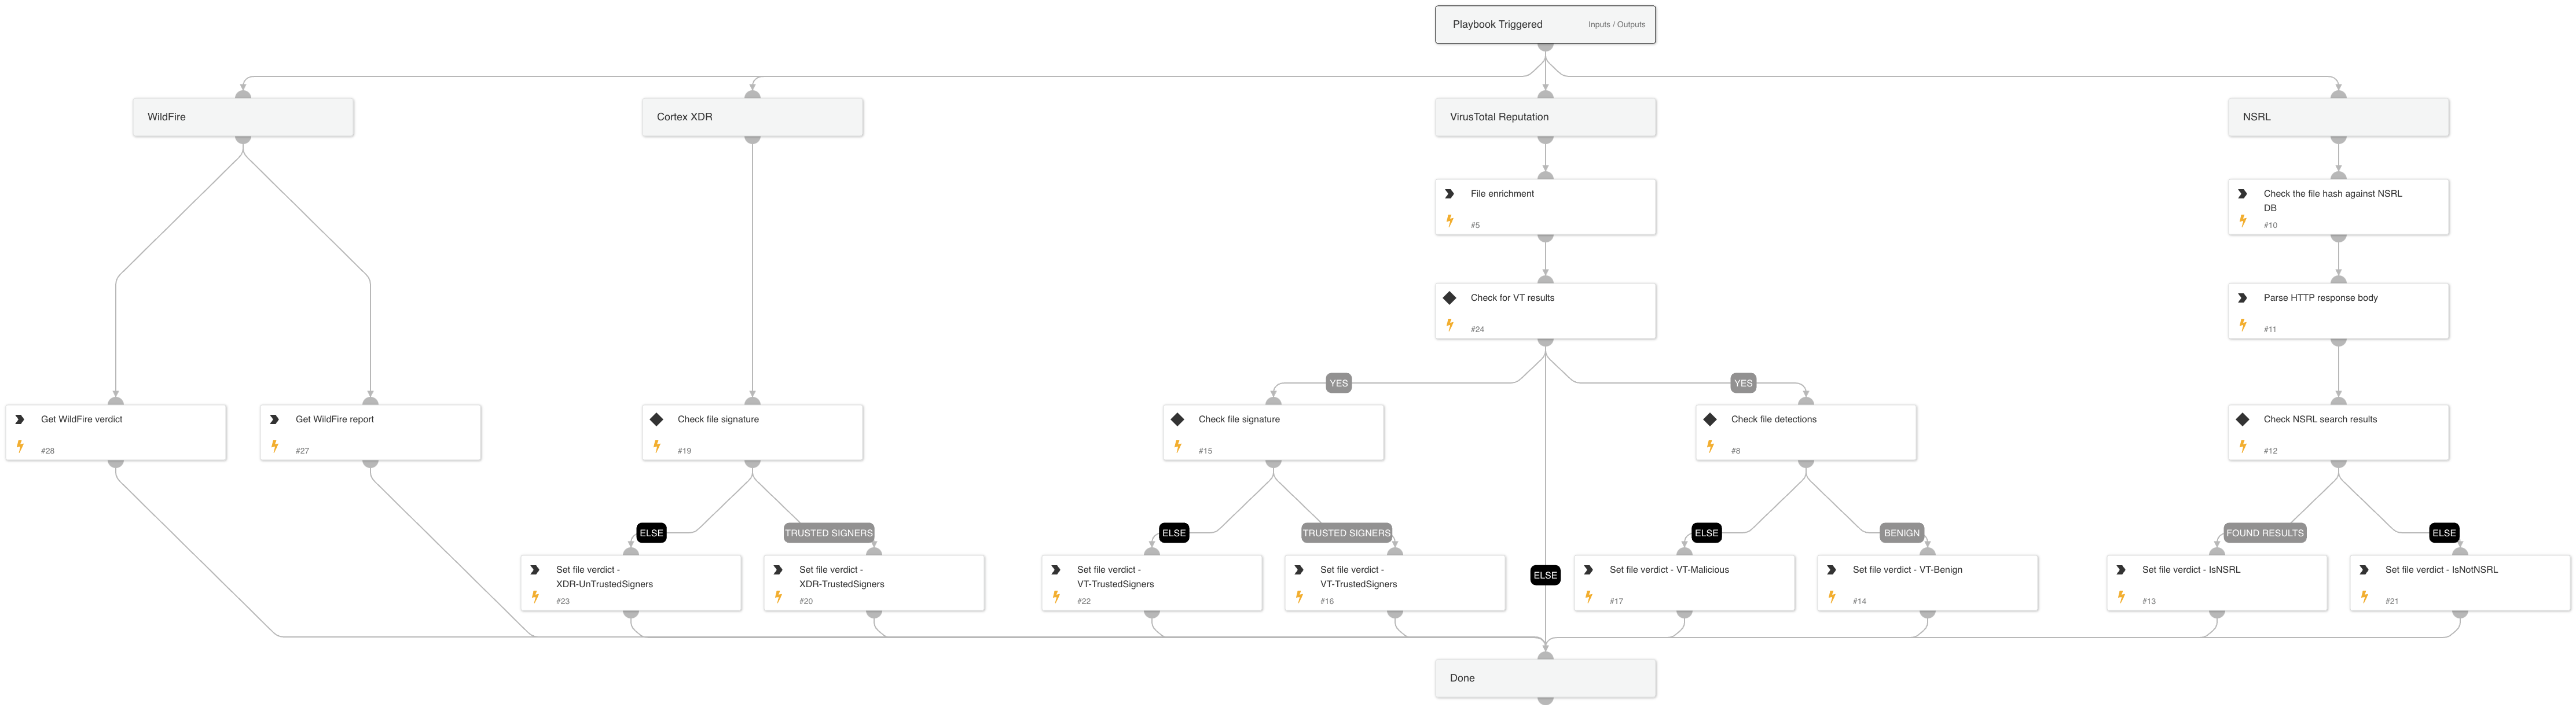 Playbook Triggered
Inputs / Outputs
WildFire
Cortex XDR
VirusTotal Reputation
NSRL
File enrichment
#5
Check the file hash against NSRL
DB
#10
Check for VT results
#24
Parse HTTP response body
#11
YES
YES
Get WildFire verdict
#28
Get WildFire report
#27
Check file signature
#19
Check file signature
#15
Check file detections
#8
Check NSRL search results
#12
ELSE
TRUSTED SIGNERS
ELSE
TRUSTED SIGNERS
ELSE
BENIGN
FOUND RESULTS
ELSE
Set file verdict -
XDR-UnTrustedSigners
#23
Set file verdict -
XDR-TrustedSigners
#20
Set file verdict -
VT-TrustedSigners
#22
Set file verdict -
VT-TrustedSigners
#16
ELSE
Set file verdict - VT-Malicious
#17
Set file verdict - VT-Benign
#14
Set file verdict - IsNSRL
#13
Set file verdict - IsNotNSRL
#21
Done